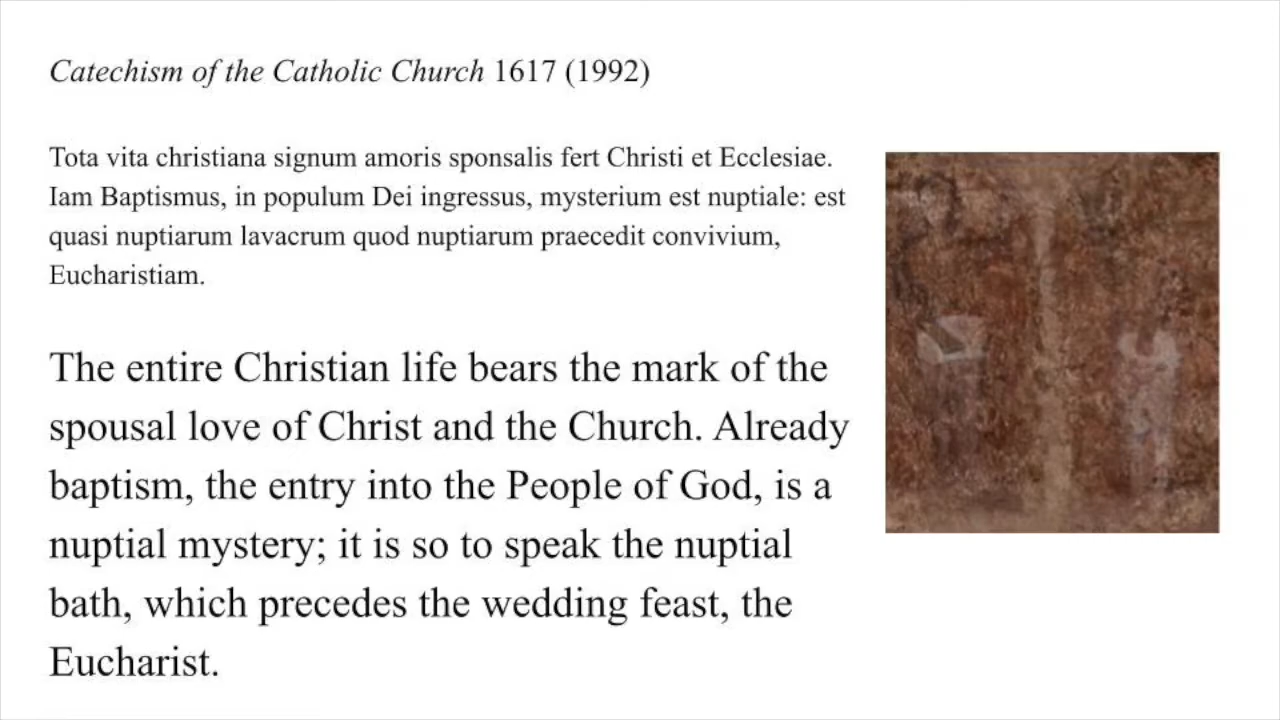 Catechism of the Catholic Church 1617 (1992)
Tota vita christiana signum amoris sponsalis fert Christi et Ecclesiae.
Iam Baptismus, in populum Dei ingressus, mysterium est nuptiale: est
quasi nuptiarum lavacrum quod nuptiarum praecedit convivium,
Eucharistiam.
The entire Christian life bears the mark of the
spousal love of Christ and the Church. Already
baptism, the entry into the People of God, is a
nuptial mystery; it is so to speak the nuptial
bath, which precedes the wedding feast, the
Eucharist.